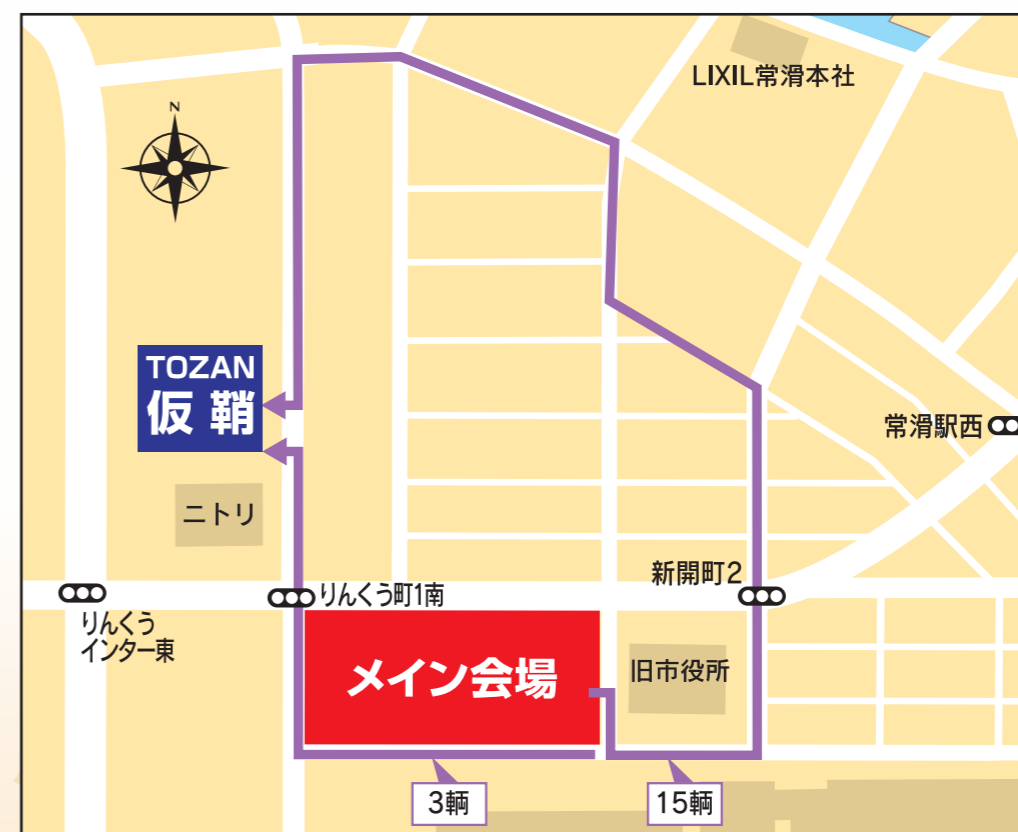 N
LIXIL常滑本社
TOZAN
仮鞘
常滑駅西
ニトリ
新開町2
りんくう町1南
りんくう
インター東
メイン会場
旧市役所
3輌
15輌